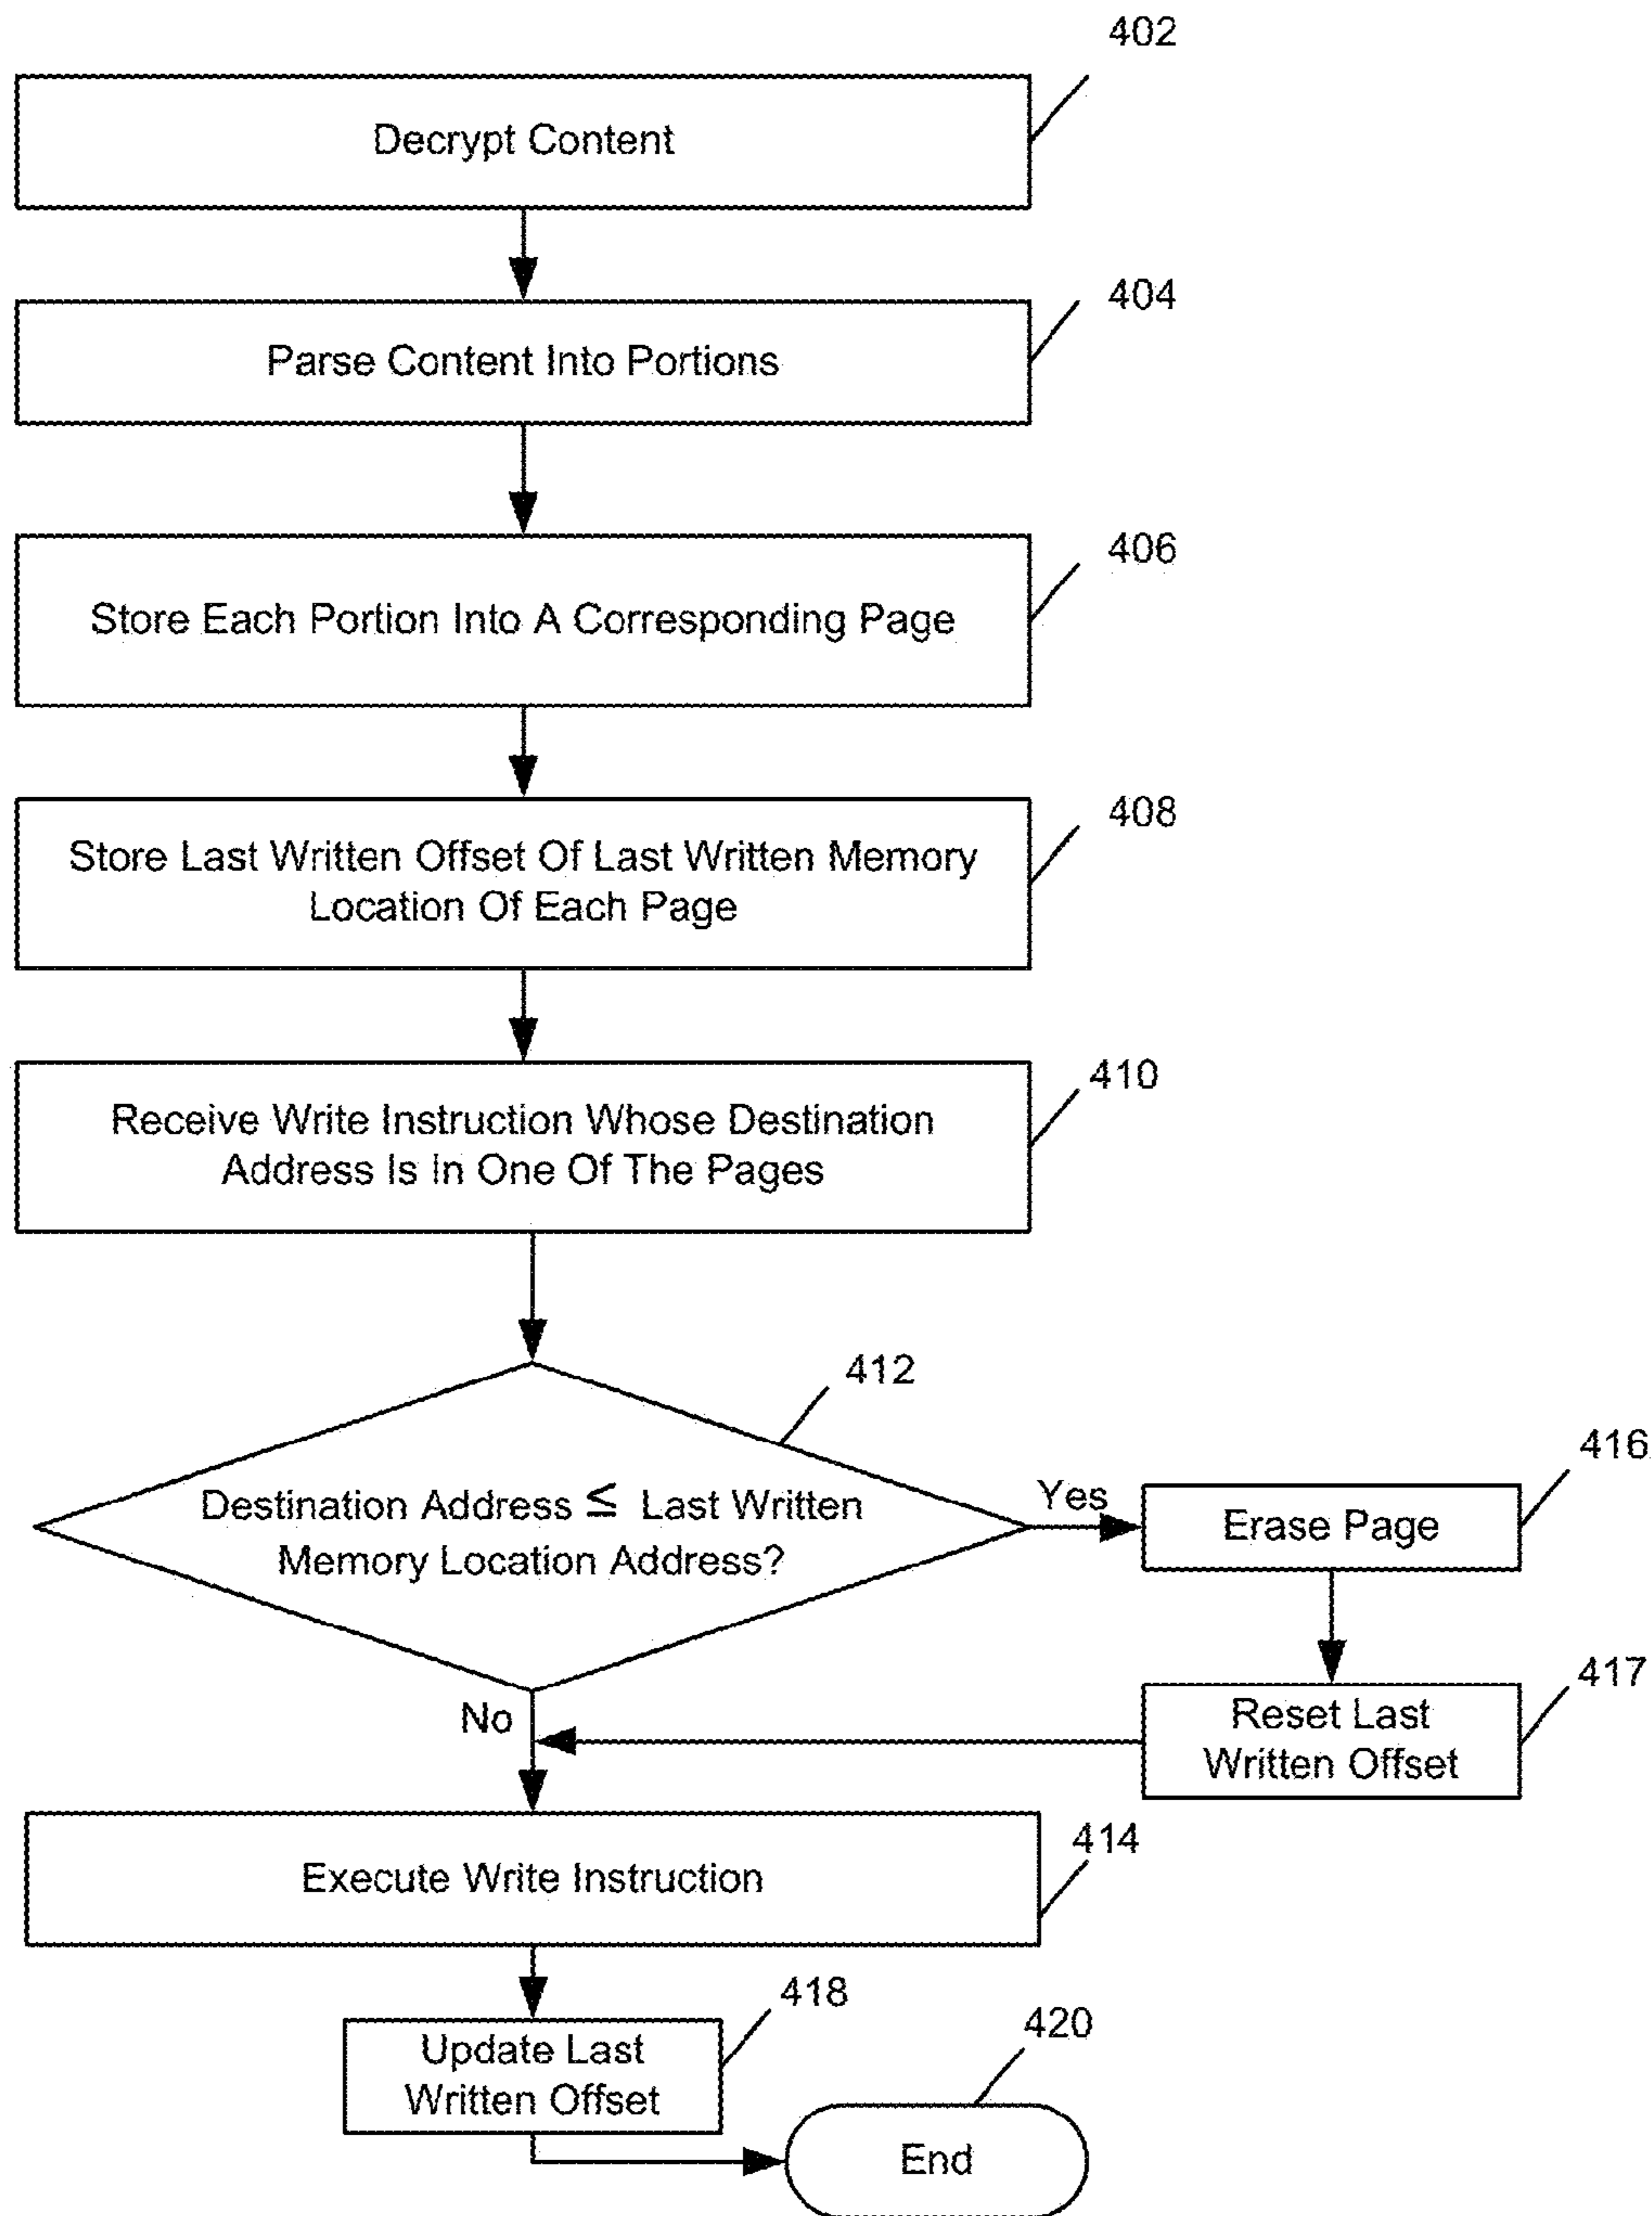 402
Decrypt Content
404
Parse Content Into Portions
406
Store Each Portion Into A Corresponding Page
408
Store Last Written Offset Of Last Written Memory
Location Of Each Page
410
Receive Write Instruction Whose Destination
Address Is In One Of The Pages
412
Destination Address ≤ Last Written
Memory Location Address?
Yes
416
Erase Page
417
Reset Last
Written Offset
No
414
Execute Write Instruction
418
Update Last
Written Offset
420
End